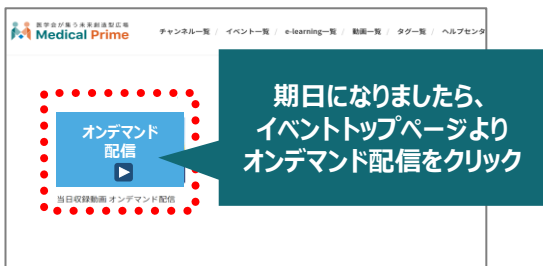 医学会が集う未来創造型広場
Medical Prime
チャンネル一覧 / イベント一覧 / e-learning一覧 / 動画一覧 / タグ一覧 / ヘルプセンタ
期日になりましたら、
イベントトップページより
オンデマンド配信をクリック
オンデマンド
配信
当日収録動画 オンデマンド配信